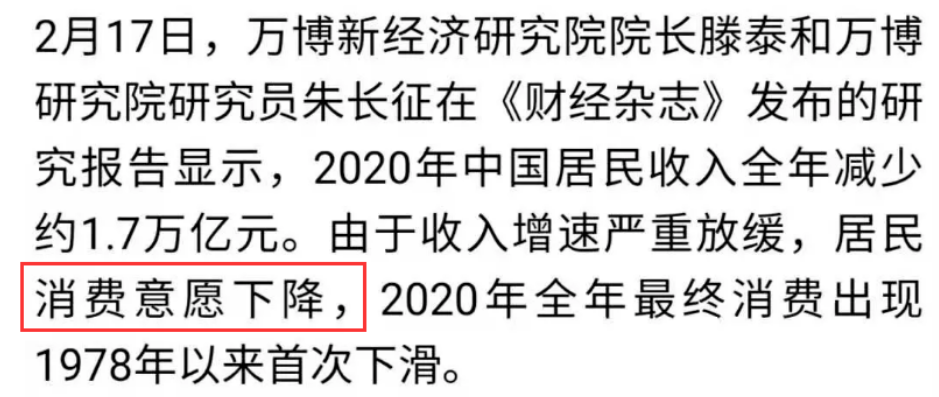 2月17日，万博新经济研究院院长滕泰和万博
研究院研究员朱长征在《财经杂志》发布的研
究报告显示，2020年中国居民收入全年减少
约1.7万亿元。由于收入增速严重放缓，居民
消费意愿下降，2020年全年最终消费出现
1978年以来首次下滑。